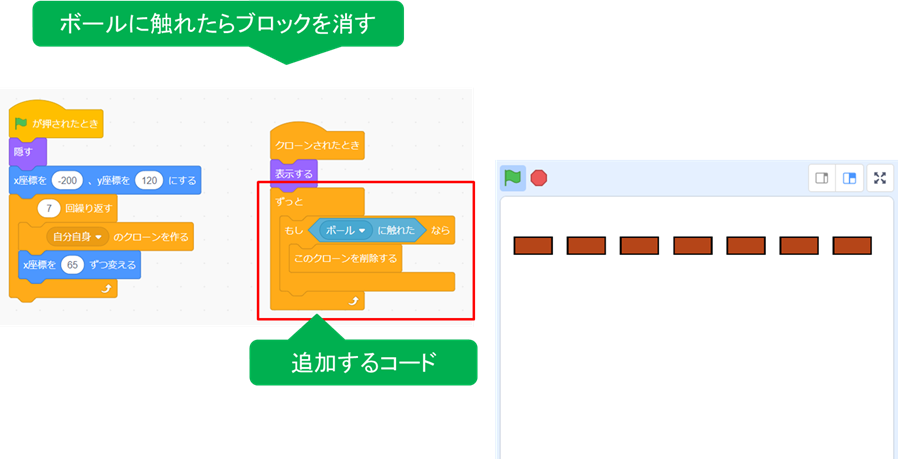 ボールに触れたらブロックを消す
が押されたとき
隠す
x座標を -200 、y座標を 120 にする
7 回繰り返す
自分自身 のクローンを作る
x座標を 65 ずつ変える
クローンされたとき
表示する
ずっと
もし ボール に触れた なら
このクローンを削除する
追加するコード